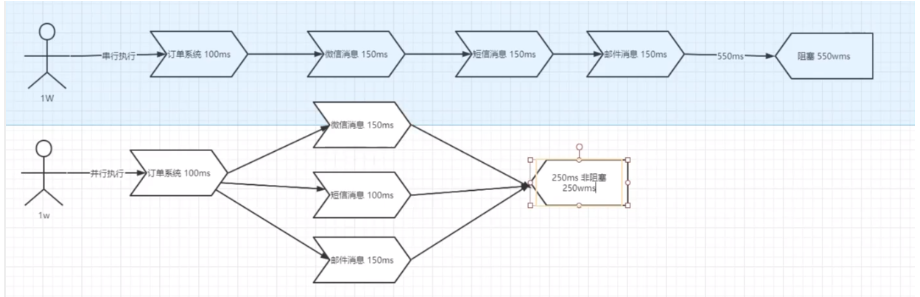 串行执行
订单系统 100ms
微信消息 150ms
短信消息 150ms
邮件消息 150ms
550ms
阻塞 550wms
1W
微信消息 150ms
并行执行
订单系统 100ms
短信消息 100ms
250ms 非阻塞
250wms
1w
邮件消息 150ms